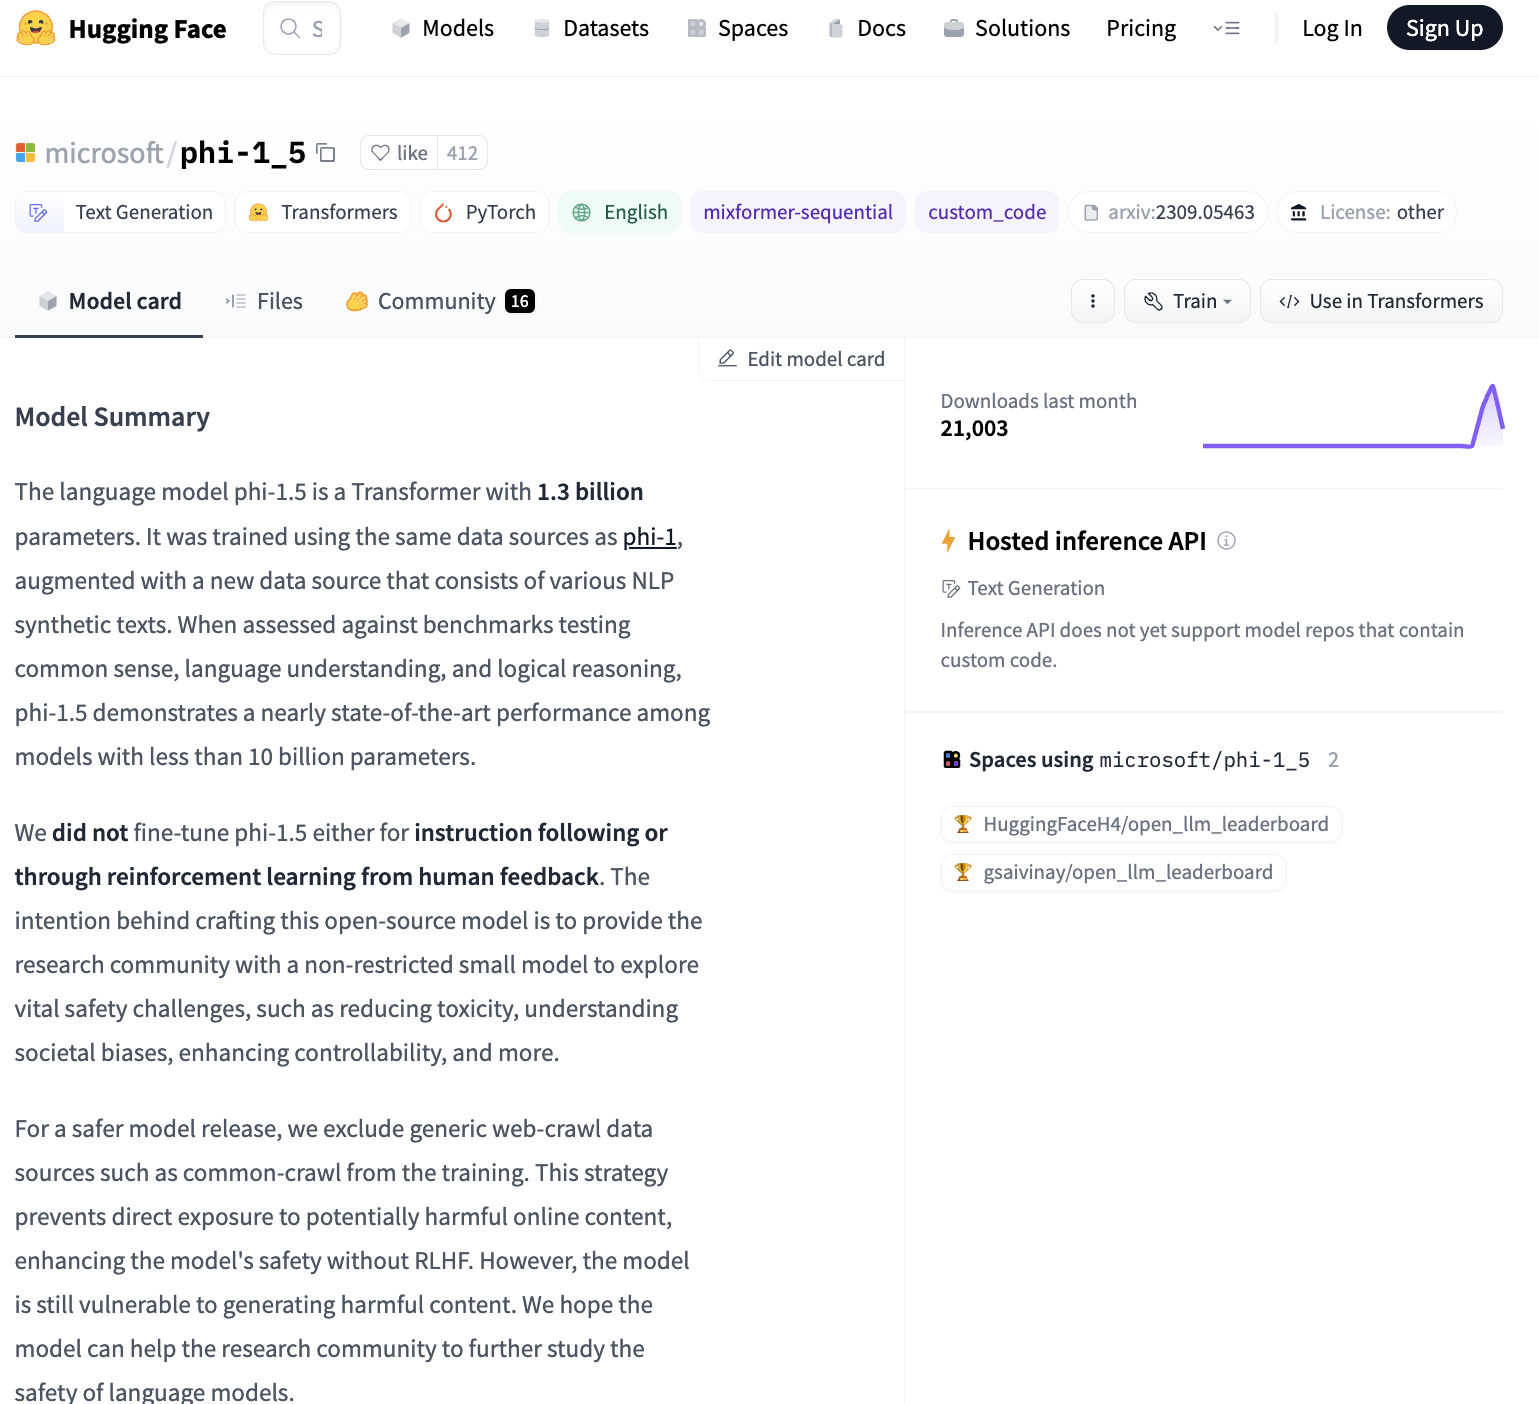 Hugging Face
S
Models
Datasets
Spaces
Docs
Solutions
Pricing
Log In
Sign Up
microsoft/phi-1_5
like 412
Text Generation
Transformers
PyTorch
English
mixformer-sequential
custom_code
arxiv:2309.05463
License: other
Model card
Files
Community 16
Train
</> Use in Transformers
Edit model card
Model Summary
The language model phi-1.5 is a Transformer with 1.3 billion
parameters. It was trained using the same data sources as phi-1,
augmented with a new data source that consists of various NLP
synthetic texts. When assessed against benchmarks testing
common sense, language understanding, and logical reasoning,
phi-1.5 demonstrates a nearly state-of-the-art performance among
models with less than 10 billion parameters.
We did not fine-tune phi-1.5 either for instruction following or
through reinforcement learning from human feedback. The
intention behind crafting this open-source model is to provide the
research community with a non-restricted small model to explore
vital safety challenges, such as reducing toxicity, understanding
societal biases, enhancing controllability, and more.
For a safer model release, we exclude generic web-crawl data
sources such as common-crawl from the training. This strategy
prevents direct exposure to potentially harmful online content,
enhancing the model's safety without RLHF. However, the model
is still vulnerable to generating harmful content. We hope the
model can help the research community to further study the
safety of language models.
Downloads last month
21,003
Hosted inference API
Text Generation
Inference API does not yet support model repos that contain
custom code.
Spaces using microsoft/phi-1_5 2
HuggingFaceH4/open_llm_leaderboard
gsaivinay/open_llm_leaderboard